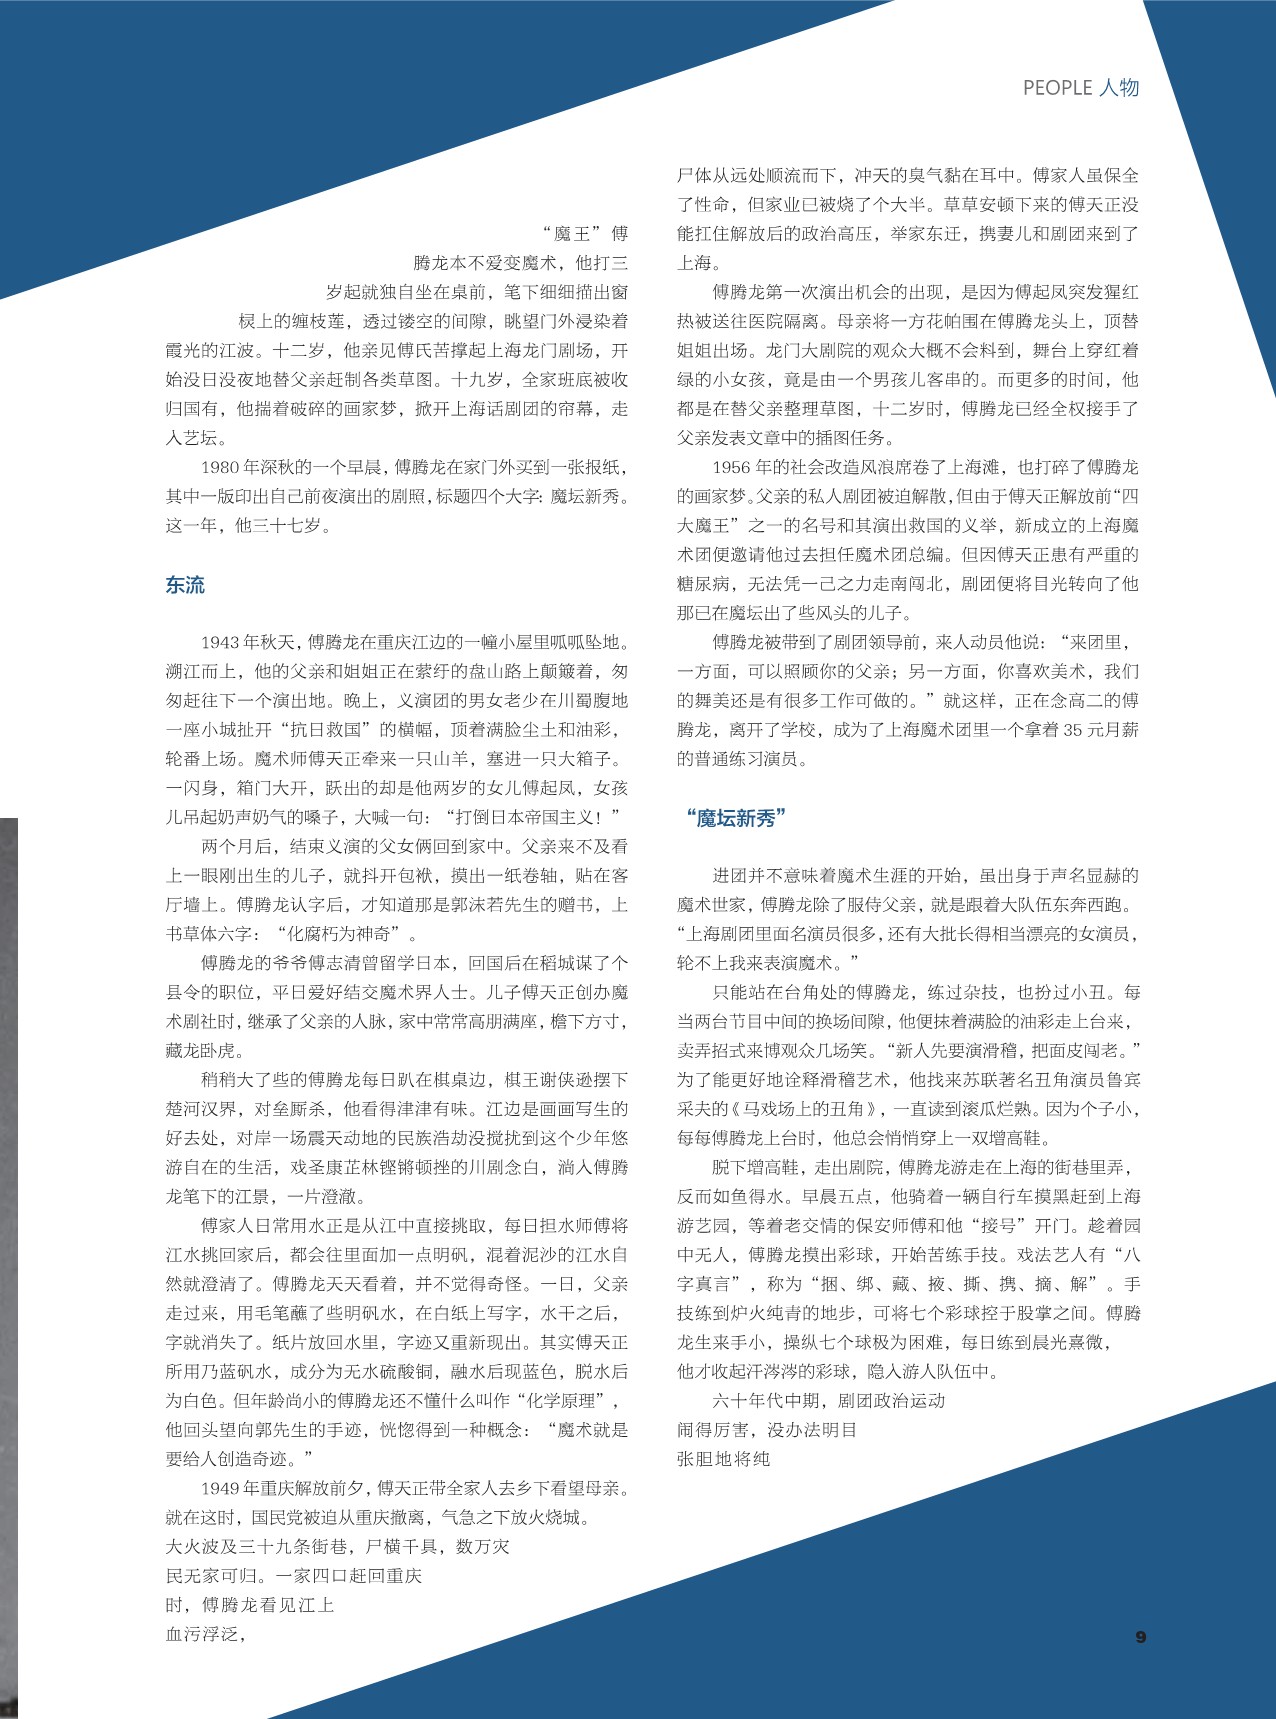 PEOPLE 人物
“魔王”傅
腾龙本不爱变魔术，他打三
岁起就独自坐在桌前，笔下细细描出窗
棂上的缠枝莲，透过镂空的间隙，眺望门外浸染着
霞光的江波。十二岁，他亲见傅氏苦撑起上海龙门剧场，开
始没日没夜地替父亲赶制各类草图。十九岁，全家班底被收
归国有，他揣着破碎的画家梦，掀开上海话剧团的帘幕，走
入艺坛。
1980 年深秋的一个早晨，傅腾龙在家门外买到一张报纸，
其中一版印出自己前夜演出的剧照，标题四个大字：魔坛新秀。
这一年，他三十七岁。
东流
1943 年秋天，傅腾龙在重庆江边的一幢小屋里呱呱坠地。
溯江而上，他的父亲和姐姐正在萦纡的盘山路上颠簸着，匆
匆赶往下一个演出地。晚上，义演团的男女老少在川蜀腹地
一座小城扯开“抗日救国”的横幅，顶着满脸尘土和油彩，
轮番上场。魔术师傅天正牵来一只山羊，塞进一只大箱子。
一闪身，箱门大开，跃出的却是他两岁的女儿傅起凤，女孩
儿吊起奶声奶气的嗓子，大喊一句：“打倒日本帝国主义！”
两个月后，结束义演的父女俩回到家中。父亲来不及看
上一眼刚出生的儿子，就抖开包袱，摸出一纸卷轴，贴在客
厅墙上。傅腾龙认字后，才知道那是郭沫若先生的赠书，上
书草体六字：“化腐朽为神奇”。
傅腾龙的爷爷傅志清曾留学日本，回国后在稻城谋了个
县令的职位，平日爱好结交魔术界人士。儿子傅天正创办魔
术剧社时，继承了父亲的人脉，家中常常高朋满座，檐下方寸，
藏龙卧虎。
稍稍大了些的傅腾龙每日趴在棋桌边，棋王谢侠逊摆下
楚河汉界，对垒厮杀，他看得津津有味。江边是画画写生的
好去处，对岸一场震天动地的民族浩劫没搅扰到这个少年悠
游自在的生活，戏圣康芷林铿锵顿挫的川剧念白，淌入傅腾
龙笔下的江景，一片澄澈。
傅家人日常用水正是从江中直接挑取，每日担水师傅将
江水挑回家后，都会往里面加一点明矾，混着泥沙的江水自
然就澄清了。傅腾龙天天看着，并不觉得奇怪。一日，父亲
走过来，用毛笔蘸了些明矾水，在白纸上写字，水干之后，
字就消失了。纸片放回水里，字迹又重新现出。其实傅天正
所用乃蓝矾水，成分为无水硫酸铜，融水后现蓝色，脱水后
为白色。但年龄尚小的傅腾龙还不懂什么叫作“化学原理”，
他回头望向郭先生的手迹，恍惚得到一种概念：“魔术就是
要给人创造奇迹。”
1949 年重庆解放前夕，傅天正带全家人去乡下看望母亲。
就在这时，国民党被迫从重庆撤离，气急之下放火烧城。
大火波及三十九条街巷，尸横千具，数万灾
民无家可归。一家四口赶回重庆
时，傅腾龙看见江上
血污浮泛，
尸体从远处顺流而下，冲天的臭气黏在耳中。傅家人虽保全
了性命，但家业已被烧了个大半。草草安顿下来的傅天正没
能扛住解放后的政治高压，举家东迁，携妻儿和剧团来到了
上海。
傅腾龙第一次演出机会的出现，是因为傅起凤突发猩红
热被送往医院隔离。母亲将一方花帕围在傅腾龙头上，顶替
姐姐出场。龙门大剧院的观众大概不会料到，舞台上穿红着
绿的小女孩，竟是由一个男孩儿客串的。而更多的时间，他
都是在替父亲整理草图，十二岁时，傅腾龙已经全权接手了
父亲发表文章中的插图任务。
1956 年的社会改造风浪席卷了上海滩，也打碎了傅腾龙
的画家梦。父亲的私人剧团被迫解散，但由于傅天正解放前“四
大魔王”之一的名号和其演出救国的义举，新成立的上海魔
术团便邀请他过去担任魔术团总编。但因傅天正患有严重的
糖尿病，无法凭一己之力走南闯北，剧团便将目光转向了他
那已在魔坛出了些风头的儿子。
傅腾龙被带到了剧团领导前，来人动员他说：“来团里，
一方面，可以照顾你的父亲；另一方面，你喜欢美术，我们
的舞美还是有很多工作可做的。”就这样，正在念高二的傅
腾龙，离开了学校，成为了上海魔术团里一个拿着 35 元月薪
的普通练习演员。
“魔坛新秀”
进团并不意味着魔术生涯的开始，虽出身于声名显赫的
魔术世家，傅腾龙除了服侍父亲，就是跟着大队伍东奔西跑。
“上海剧团里面名演员很多，还有大批长得相当漂亮的女演员，
轮不上我来表演魔术。”
只能站在台角处的傅腾龙，练过杂技，也扮过小丑。每
当两台节目中间的换场间隙，他便抹着满脸的油彩走上台来，
卖弄招式来博观众几场笑。“新人先要演滑稽，把面皮闯老。”
为了能更好地诠释滑稽艺术，他找来苏联著名丑角演员鲁宾
采夫的《马戏场上的丑角》，一直读到滚瓜烂熟。因为个子小，
每每傅腾龙上台时，他总会悄悄穿上一双增高鞋。
脱下增高鞋，走出剧院，傅腾龙游走在上海的街巷里弄，
反而如鱼得水。早晨五点，他骑着一辆自行车摸黑赶到上海
游艺园，等着老交情的保安师傅和他“接号”开门。趁着园
中无人，傅腾龙摸出彩球，开始苦练手技。戏法艺人有“八
字真言”，称为“捆、绑、藏、掖、撕、携、摘、解”。手
技练到炉火纯青的地步，可将七个彩球控于股掌之间。傅腾
龙生来手小，操纵七个球极为困难，每日练到晨光熹微，
他才收起汗涔涔的彩球，隐入游人队伍中。
六十年代中期，剧团政治运动
闹得厉害，没办法明目
张胆地将纯
9